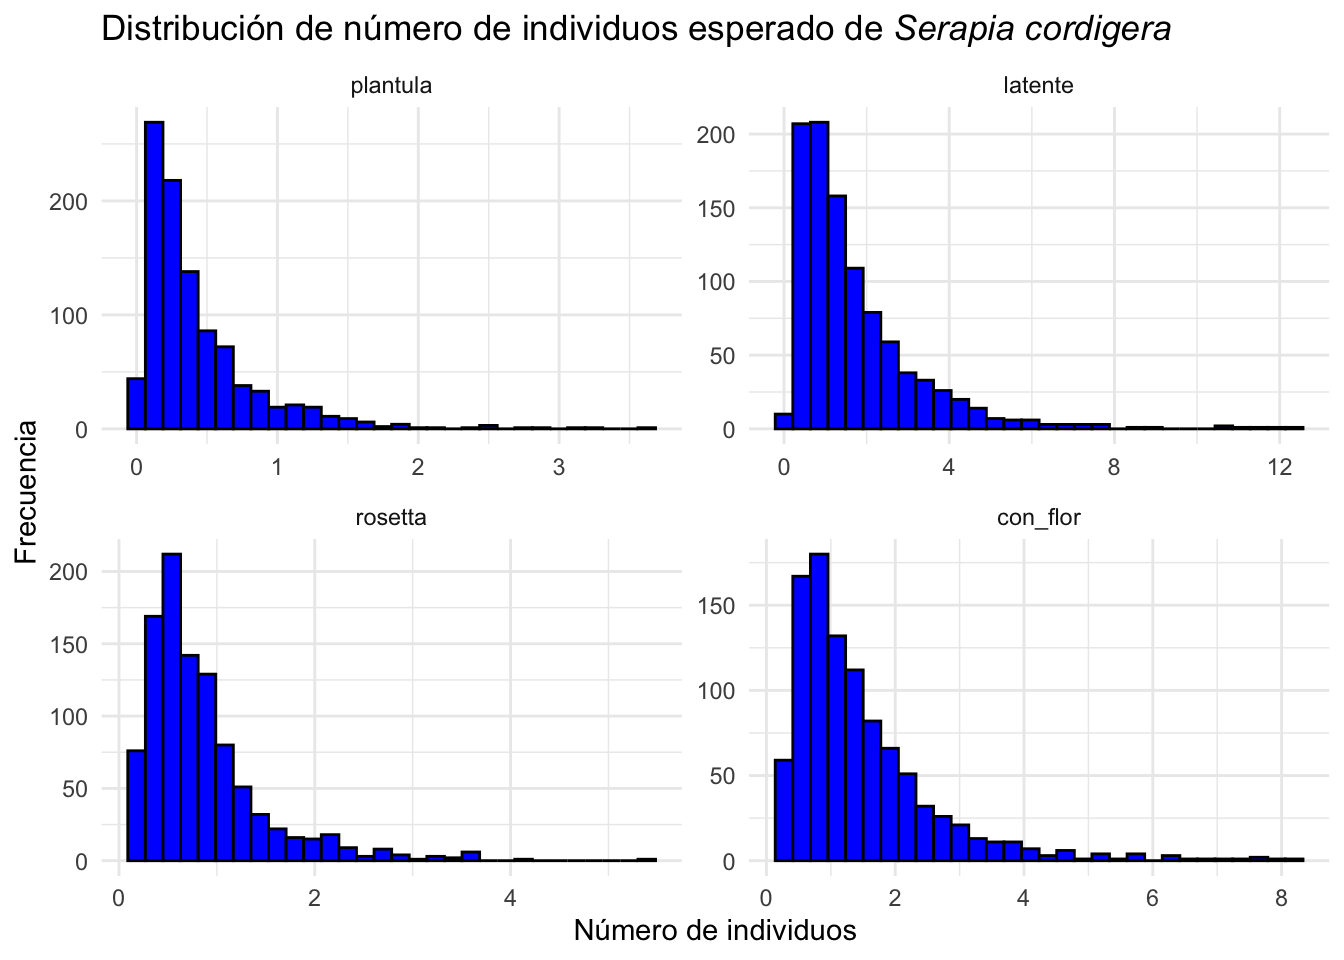 Distribución de número de individuos esperado de Serapia cordigera
plantula
latente
200
100
0
0 1 2 3
200
150
100
50
0
0 4 8 12
Frecuencia
rosetta
con_flor
200
150
100
50
0
0 2 4
150
100
50
0
0 2 4 6 8
Número de individuos